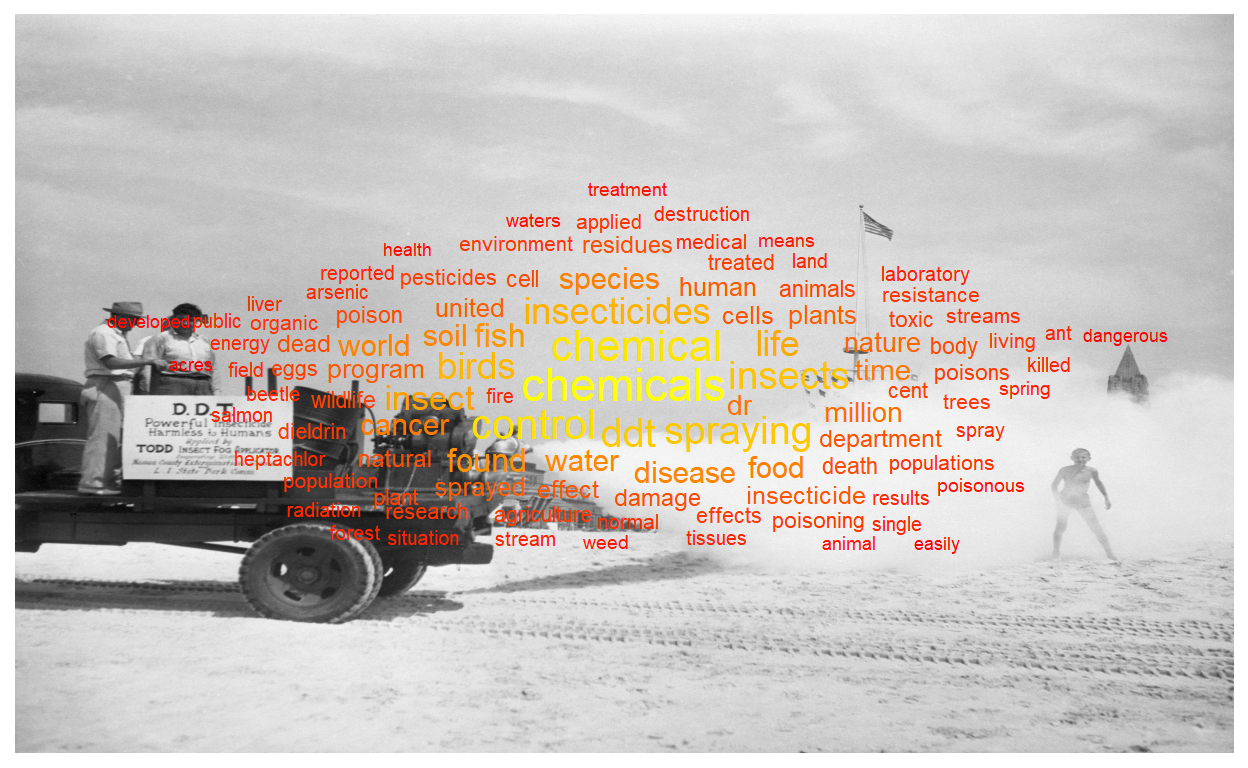 treatment
waters applied destruction
health environment residues medical means
treated land
reported pesticides cell species human animals laboratory
liver arsenic resistance
developed public organic poison united insecticides cells plants toxic streams
energy dead world soil fish chemical life nature body living ant dangerous
acres field eggs program birds chemicals insects time poisons killed
beetle wildlife insect fire dr cent trees spring
salmon dieldrin cancer control ddt spraying million department spray
heptachlor natural found water disease food death populations
population plant sprayed effect damage insecticide results poisonous
radiation research agriculture normal effects poisoning single
forest situation stream weed tissues animal easily
D.D.T.
Powerful Insecticide
Harmless to Humans
Applied by
TODD INSECT FOG APPLICATOR